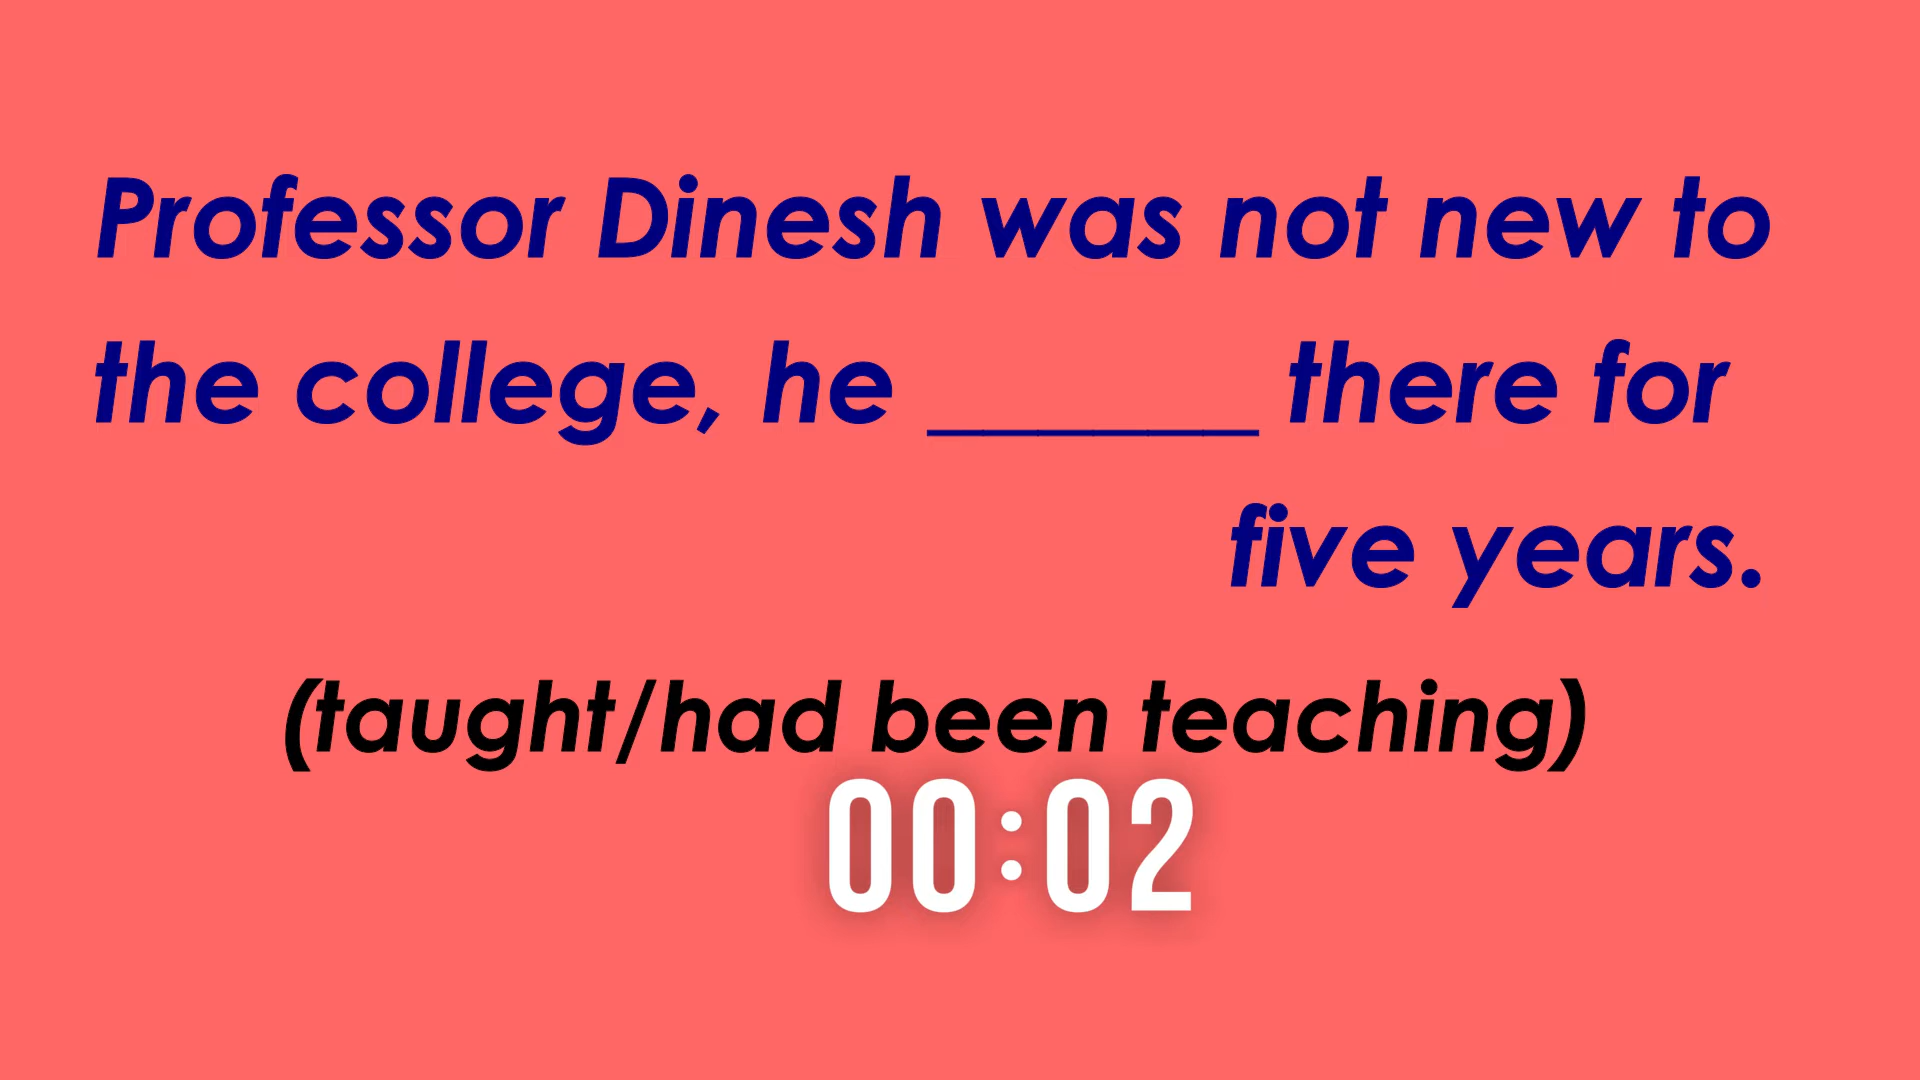 Professor Dinesh was not new to
the college, he ______ there for
five years.
(taught/had been teaching)
00:02